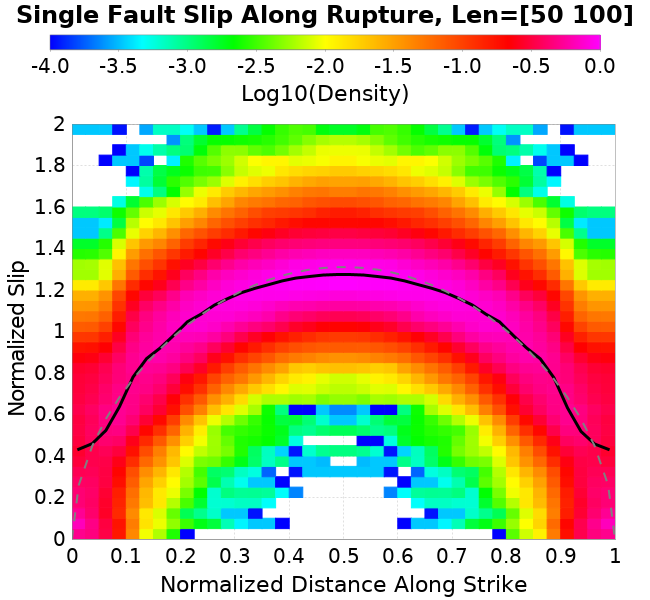 Single Fault Slip Along Rupture, Len=[50 100]
-4.0 -3.5 -3.0 -2.5 -2.0 -1.5 -1.0 -0.5 0.0
Log10(Density)
Normalized Slip
2
1.8
1.6
1.4
1.2
1
0.8
0.6
0.4
0.2
0
0 0.1 0.2 0.3 0.4 0.5 0.6 0.7 0.8 0.9 1
Normalized Distance Along Strike